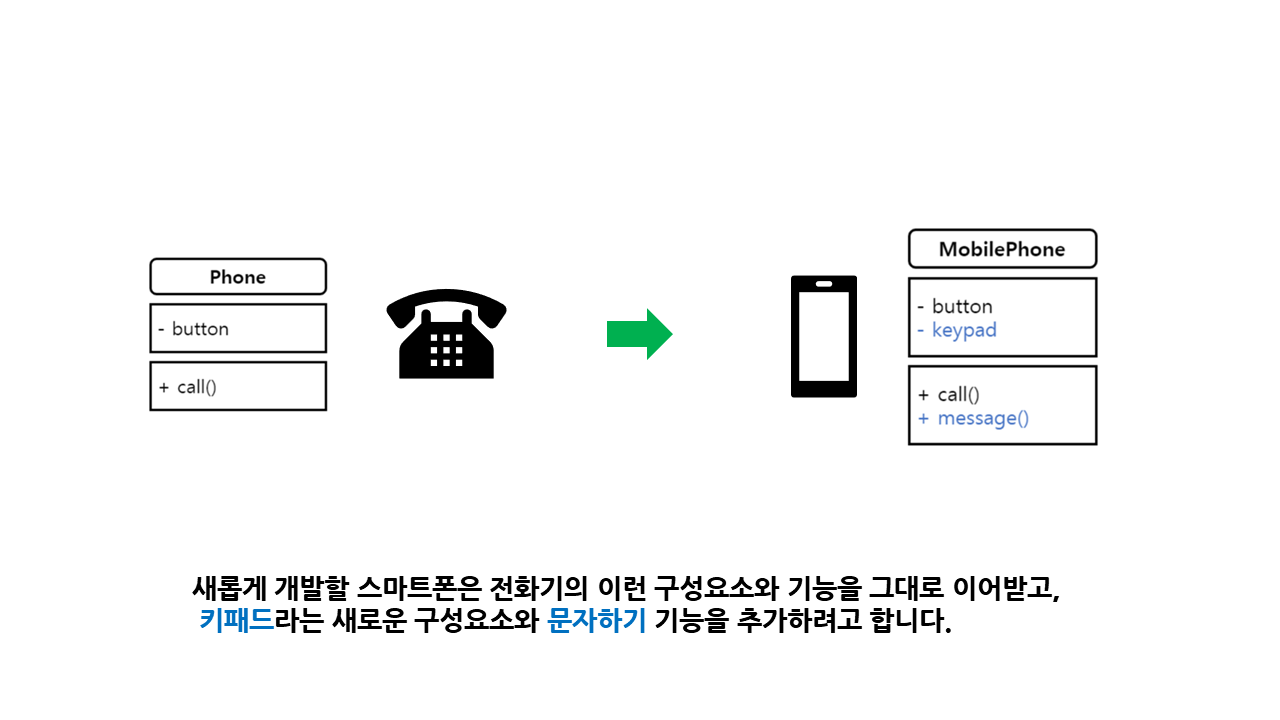 Phone
- button
+ call()
MobilePhone
- button
- keypad
+ call()
+ message()
새롭게 개발할 스마트폰은 전화기의 이런 구성요소와 기능을 그대로 이어받고,
키패드라는 새로운 구성요소와 문자하기 기능을 추가하려고 합니다.